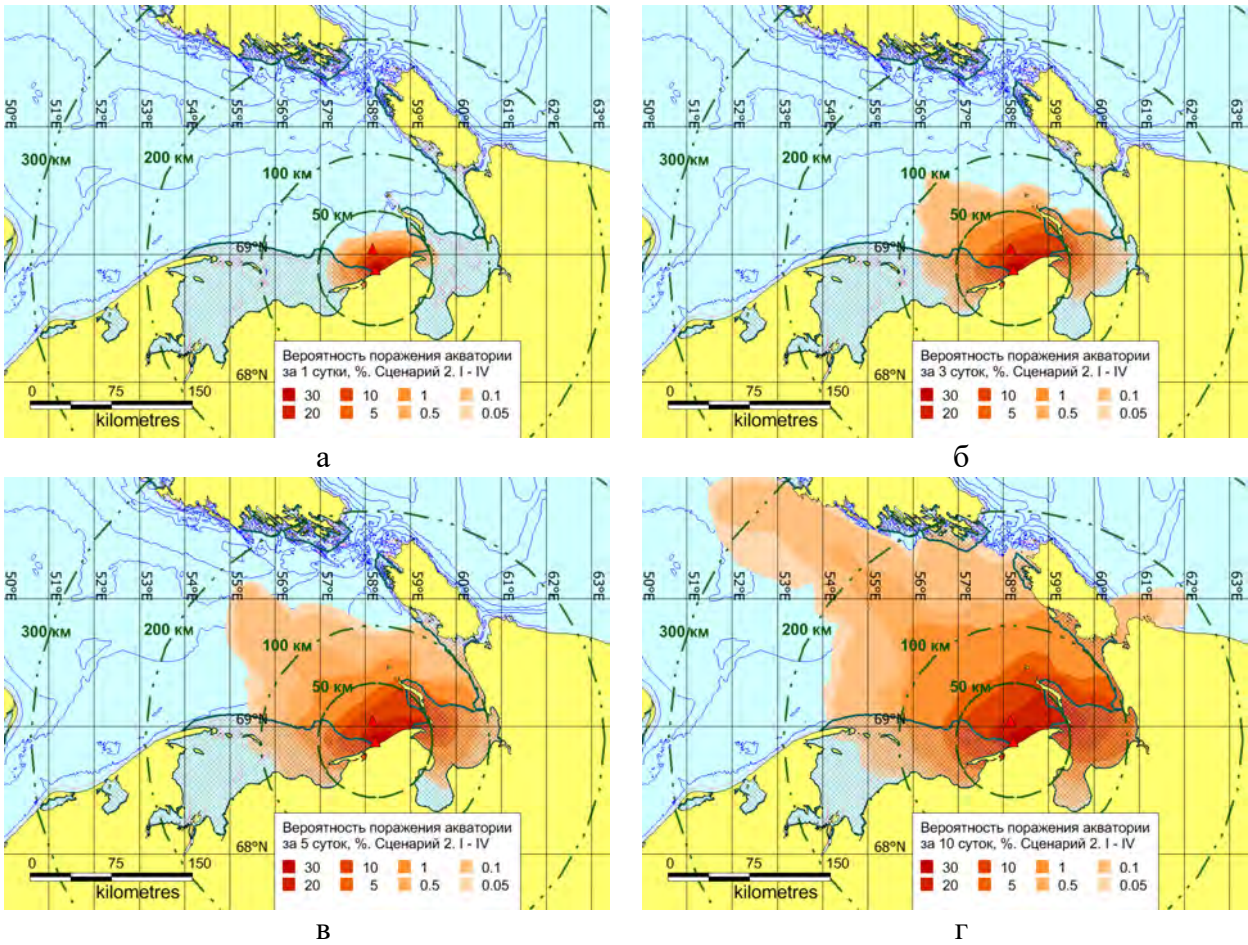 50°E 51°E 52°E 53°E 54°E 55°E 56°E 57°E 58°E 59°E 60°E 61°E 62°E 63°E
300 км
200 км
100 км
50 км
69°N
68°N
Вероятность поражения акватории
за 1 сутки, %. Сценарий 2. I - IV
30 10 1 0.1
20 5 0.5 0.05
0 75 150
kilometres
а
50°E 51°E 52°E 53°E 54°E 55°E 56°E 57°E 58°E 59°E 60°E 61°E 62°E 63°E
300 км
200 км
100 км
50 км
69°N
68°N
Вероятность поражения акватории
за 3 суток, %. Сценарий 2. I - IV
30 10 1 0.1
20 5 0.5 0.05
0 75 150
kilometres
б
50°E 51°E 52°E 53°E 54°E 55°E 56°E 57°E 58°E 59°E 60°E 61°E 62°E 63°E
300 км
200 км
100 км
50 км
69°N
68°N
Вероятность поражения акватории
за 5 суток, %. Сценарий 2. I - IV
30 10 1 0.1
20 5 0.5 0.05
0 75 150
kilometres
в
50°E 51°E 52°E 53°E 54°E 55°E 56°E 57°E 58°E 59°E 60°E 61°E 62°E 63°E
300 км
200 км
100 км
50 км
69°N
68°N
Вероятность поражения акватории
за 10 суток, %. Сценарий 2. I - IV
30 10 1 0.1
20 5 0.5 0.05
0 75 150
kilometres
г